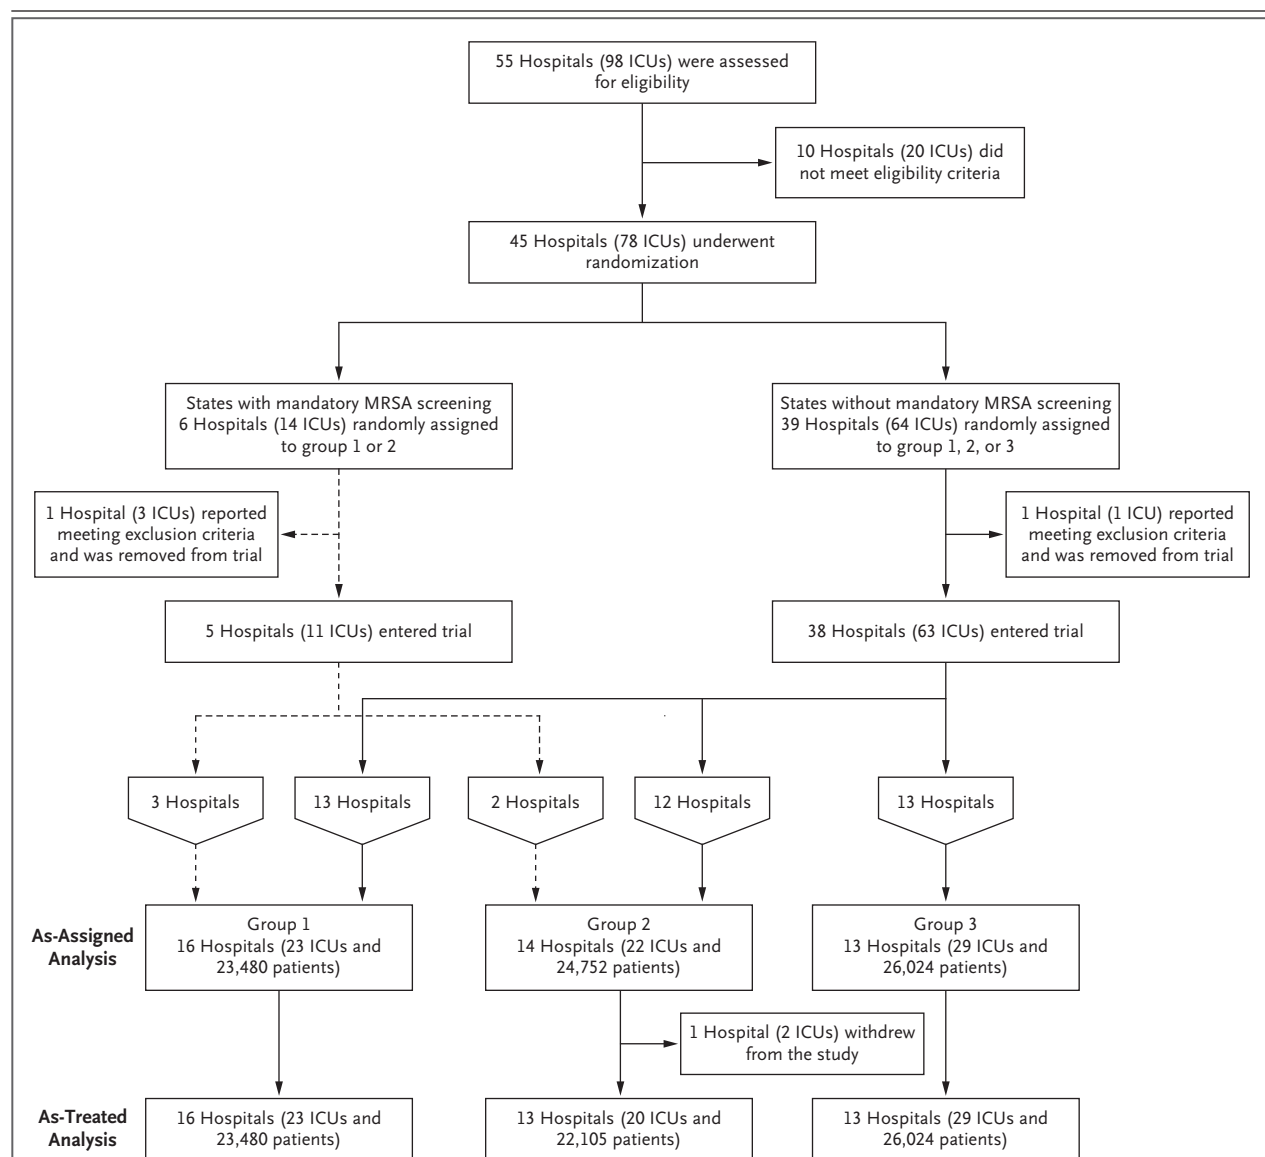 55 Hospitals (98 ICUs) were assessed
for eligibility
10 Hospitals (20 ICUs) did
not meet eligibility criteria
45 Hospitals (78 ICUs) underwent
randomization
States with mandatory MRSA screening
6 Hospitals (14 ICUs) randomly assigned
to group 1 or 2
States without mandatory MRSA screening
39 Hospitals (64 ICUs) randomly assigned
to group 1, 2, or 3
1 Hospital (3 ICUs) reported
meeting exclusion criteria
and was removed from trial
1 Hospital (1 ICU) reported
meeting exclusion criteria
and was removed from trial
5 Hospitals (11 ICUs) entered trial
38 Hospitals (63 ICUs) entered trial
3 Hospitals
13 Hospitals
2 Hospitals
12 Hospitals
13 Hospitals
As-Assigned
Analysis
Group 1
16 Hospitals (23 ICUs and
23,480 patients)
Group 2
14 Hospitals (22 ICUs and
24,752 patients)
Group 3
13 Hospitals (29 ICUs and
26,024 patients)
1 Hospital (2 ICUs) withdrew
from the study
As-Treated
Analysis
16 Hospitals (23 ICUs and
23,480 patients)
13 Hospitals (20 ICUs and
22,105 patients)
13 Hospitals (29 ICUs and
26,024 patients)